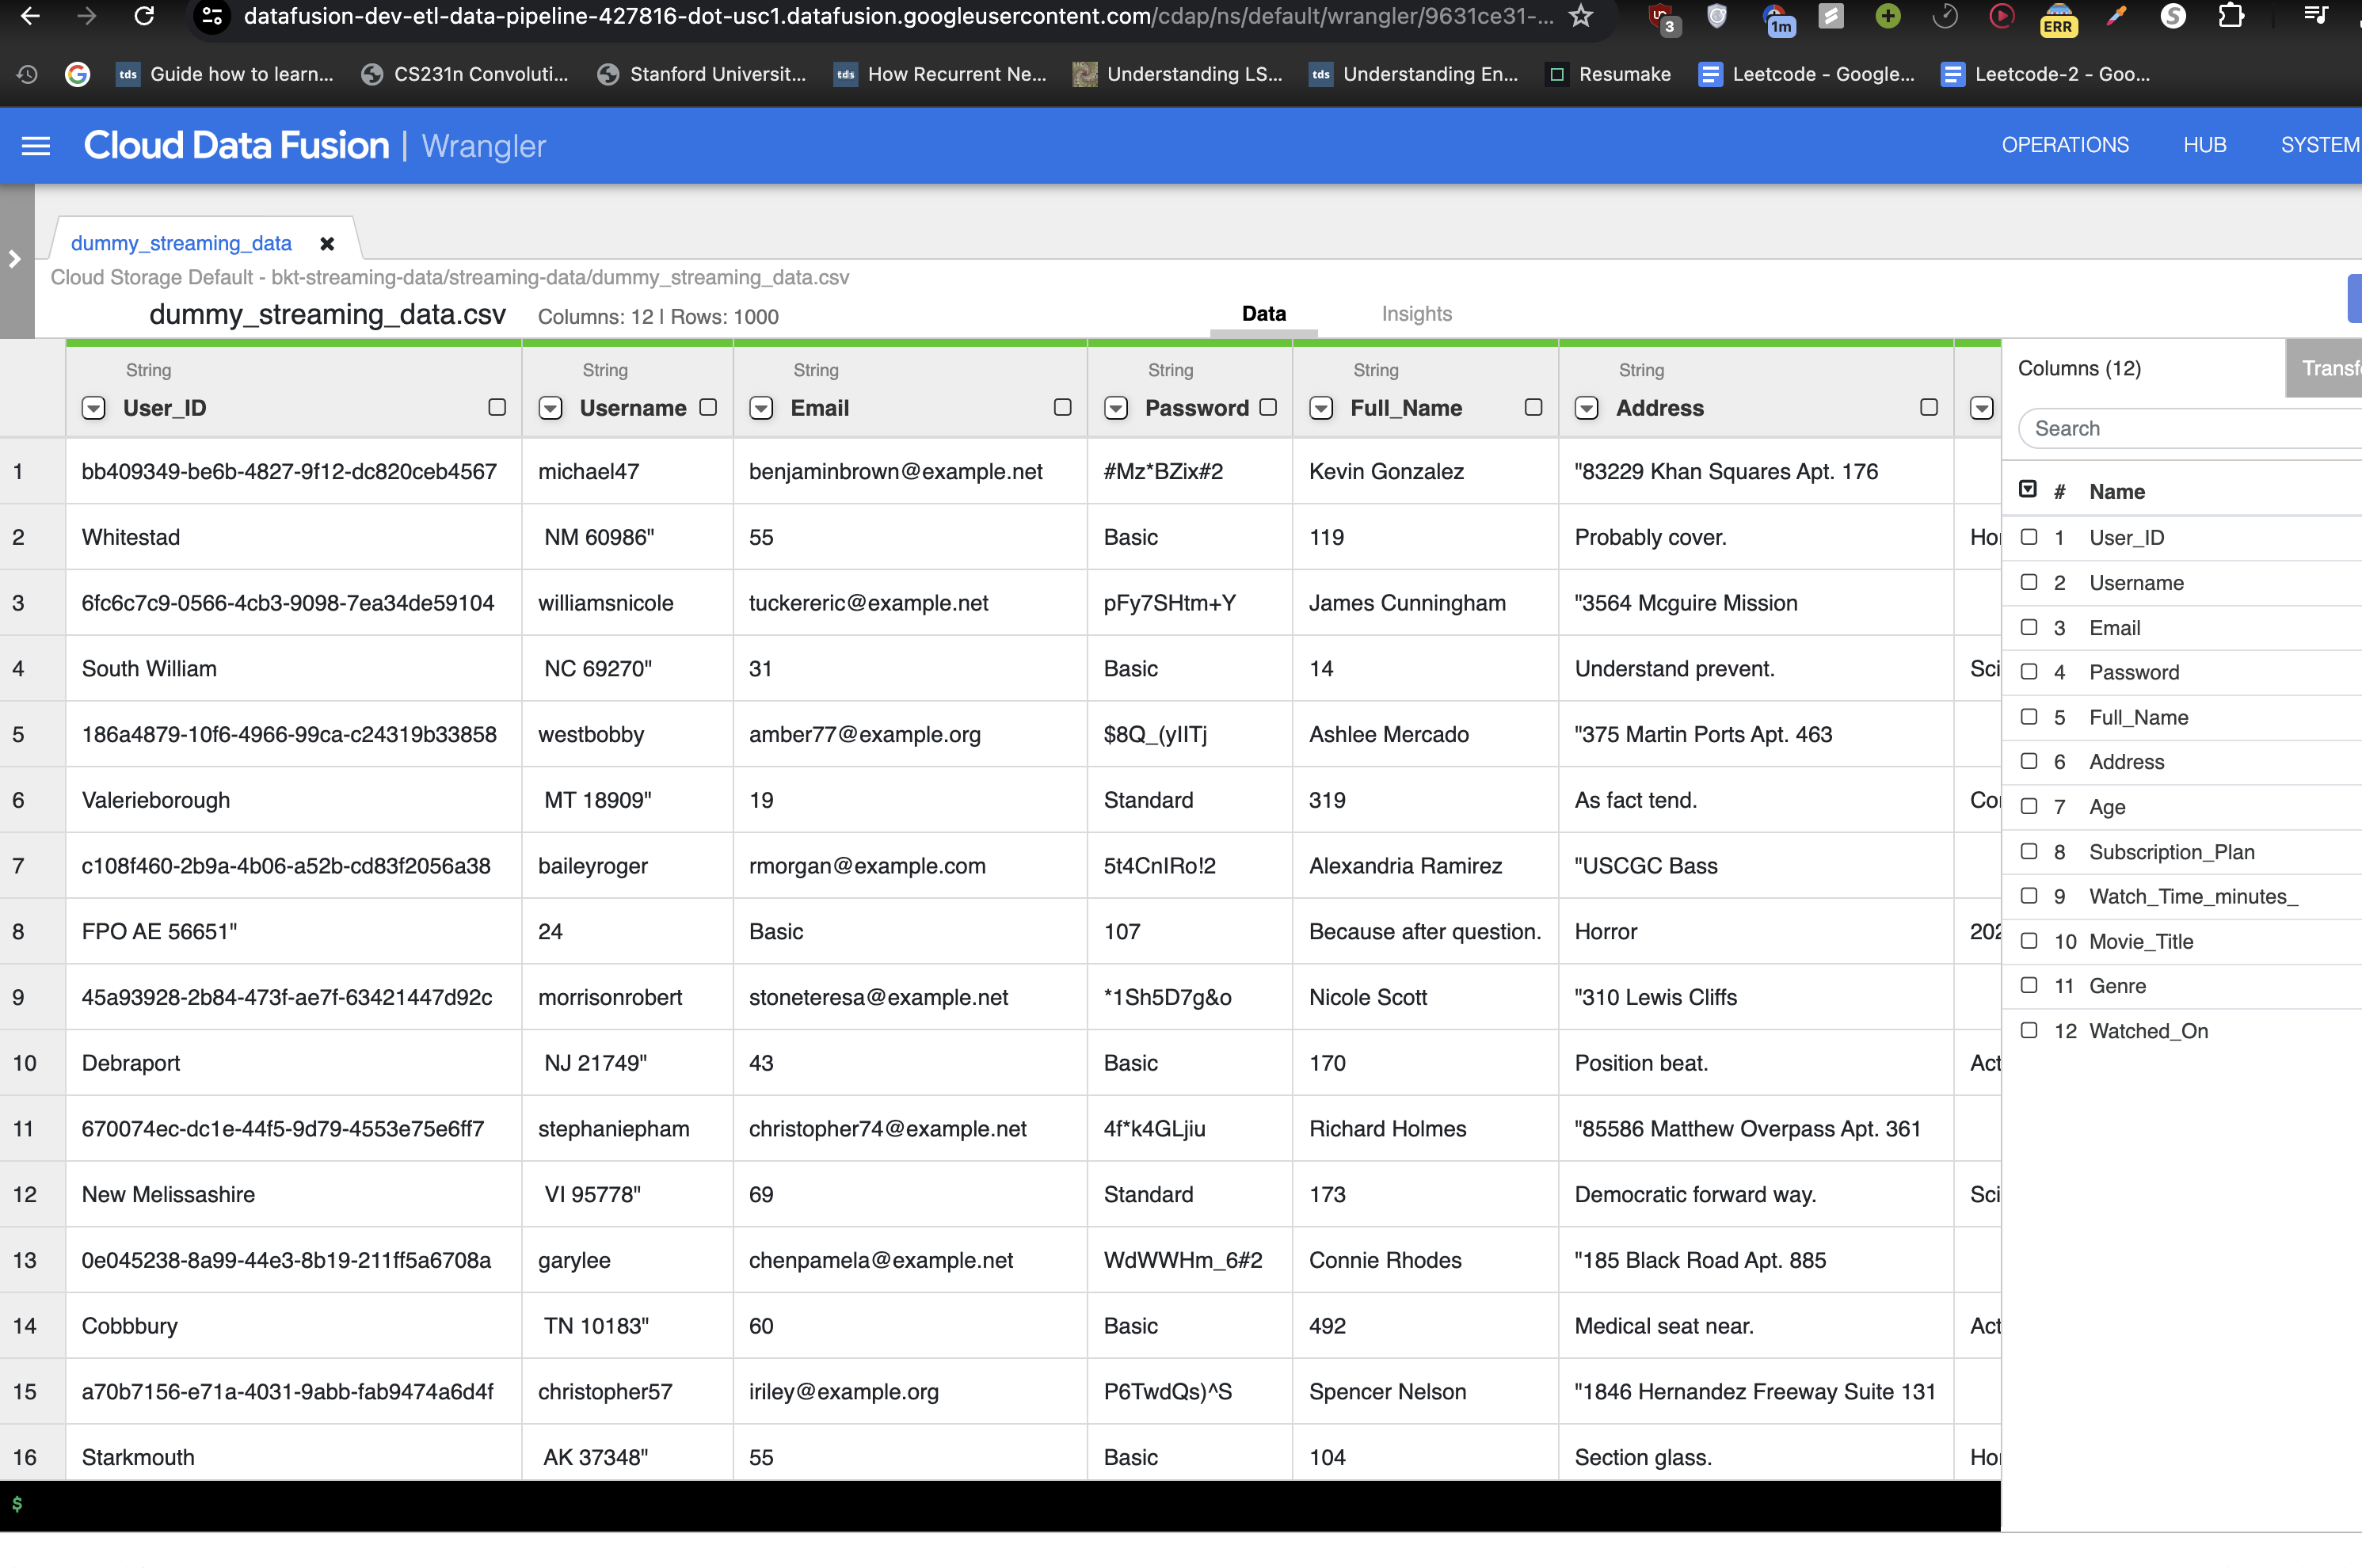 datafusion-dev-etl-data-pipeline-427816-dot-usc1.datafusion.googleusercontent.com/cdap/ns/default/wrangler/9631ce31-... 3 1m ERR
tds Guide how to learn... CS231n Convoluti... Stanford Universit... tds How Recurrent Ne... Understanding LS... tds Understanding En... Resumake Leetcode - Google... Leetcode-2 - Goo...
Cloud Data Fusion | Wrangler OPERATIONS HUB SYSTEM
dummy_streaming_data
Cloud Storage Default - bkt-streaming-data/streaming-data/dummy_streaming_data.csv
dummy_streaming_data.csv Columns: 12 | Rows: 1000 Data Insights
String String String String String String
User_ID Username Email Password Full_Name Address
1 bb409349-be6b-4827-9f12-dc820ceb4567 michael47 benjaminbrown@example.net #Mz*BZix#2 Kevin Gonzalez "83229 Khan Squares Apt. 176
2 Whitestad NM 60986" 55 Basic 119 Probably cover. Hor
3 6fc6c7c9-0566-4cb3-9098-7ea34de59104 williamsnicole tuckereric@example.net pFy7SHtm+Y James Cunningham "3564 Mcguire Mission
4 South William NC 69270" 31 Basic 14 Understand prevent. Sci
5 186a4879-10f6-4966-99ca-c24319b33858 westbobby amber77@example.org $8Q_(yIITj Ashlee Mercado "375 Martin Ports Apt. 463
6 Valerieborough MT 18909" 19 Standard 319 As fact tend. Co
7 c108f460-2b9a-4b06-a52b-cd83f2056a38 baileyroger rmorgan@example.com 5t4CnIRo!2 Alexandria Ramirez "USCGC Bass
8 FPO AE 56651" 24 Basic 107 Because after question. Horror 202
9 45a93928-2b84-473f-ae7f-63421447d92c morrisonrobert stoneteresa@example.net *1Sh5D7g&o Nicole Scott "310 Lewis Cliffs
10 Debraport NJ 21749" 43 Basic 170 Position beat. Act
11 670074ec-dc1e-44f5-9d79-4553e75e6ff7 stephaniepham christopher74@example.net 4f*k4GLjiu Richard Holmes "85586 Matthew Overpass Apt. 361
12 New Melissashire VI 95778" 69 Standard 173 Democratic forward way. Sci
13 0e045238-8a99-44e3-8b19-211ff5a6708a garylee chenpamela@example.net WdWWHm_6#2 Connie Rhodes "185 Black Road Apt. 885
14 Cobbbury TN 10183" 60 Basic 492 Medical seat near. Act
15 a70b7156-e71a-4031-9abb-fab9474a6d4f christopher57 iriley@example.org P6TwdQs)^S Spencer Nelson "1846 Hernandez Freeway Suite 131
16 Starkmouth AK 37348" 55 Basic 104 Section glass. Ho
$
Columns (12) Transf
Search
# Name
1 User_ID
2 Username
3 Email
4 Password
5 Full_Name
6 Address
7 Age
8 Subscription_Plan
9 Watch_Time_minutes_
10 Movie_Title
11 Genre
12 Watched_On